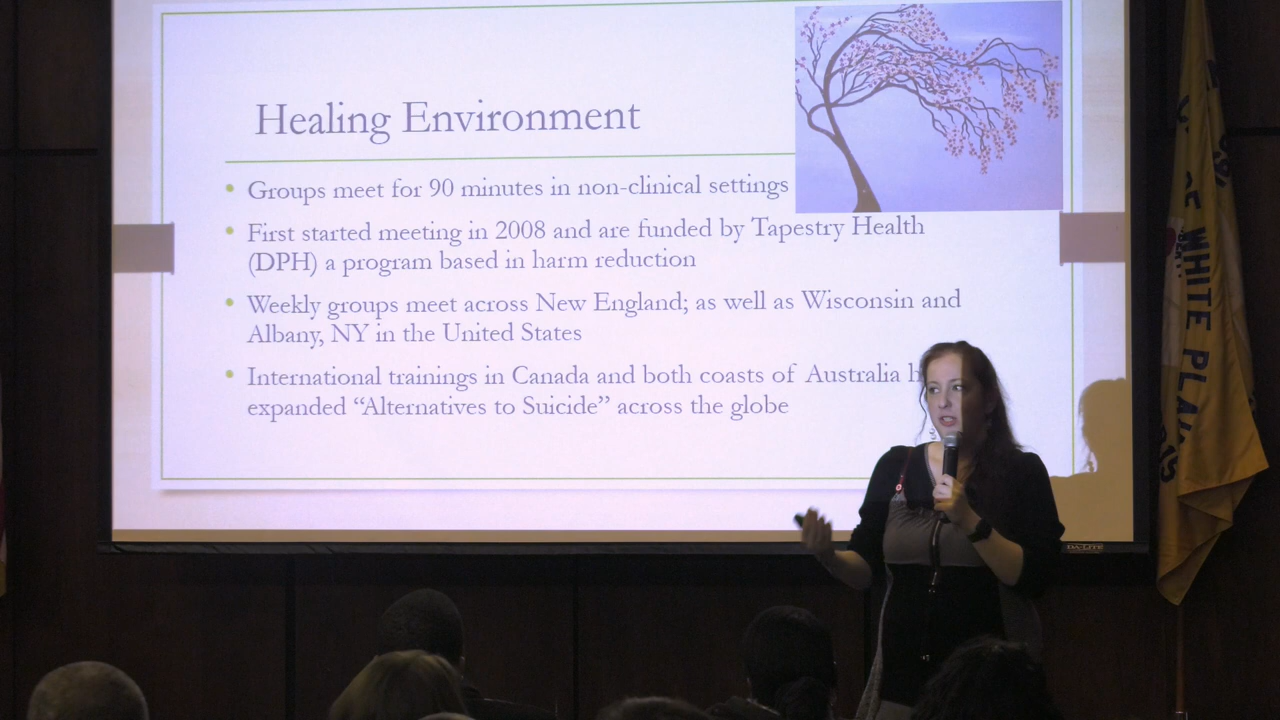 Healing Environment
• Groups meet for 90 minutes in non-clinical settings
• First started meeting in 2008 and are funded by Tapestry Health
(DPH) a program based in harm reduction
• Weekly groups meet across New England; as well as Wisconsin and
Albany, NY in the United States
• International trainings in Canada and both coasts of Australia
expanded “Alternatives to Suicide” across the globe
DA-LITE
WHITE PLAI